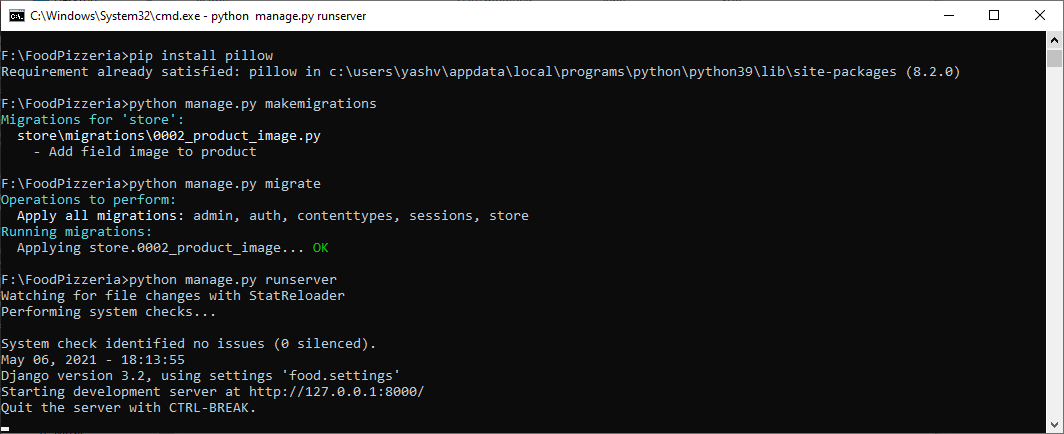 C:\Windows\System32\cmd.exe - python  manage.py runserver
F:\FoodPizzeria>pip install pillow
Requirement already satisfied: pillow in c:\users\yashv\appdata\local\programs\python\python39\lib\site-packages (8.2.0)
F:\FoodPizzeria>python manage.py makemigrations
Migrations for 'store':
  store\migrations\0002_product_image.py
    - Add field image to product
F:\FoodPizzeria>python manage.py migrate
Operations to perform:
  Apply all migrations: admin, auth, contenttypes, sessions, store
Running migrations:
  Applying store.0002_product_image... OK
F:\FoodPizzeria>python manage.py runserver
Watching for file changes with StatReloader
Performing system checks...
System check identified no issues (0 silenced).
May 06, 2021 - 18:13:55
Django version 3.2, using settings 'food.settings'
Starting development server at http://127.0.0.1:8000/
Quit the server with CTRL-BREAK.